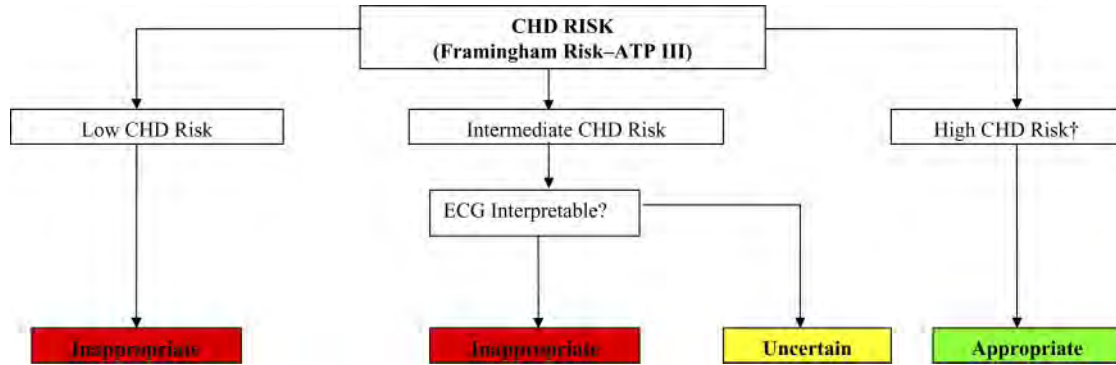 CHD RISK
(Framingham Risk–ATP III)
Low CHD Risk
Intermediate CHD Risk
High CHD Risk†
ECG Interpretable?
Inappropriate
Inappropriate
Uncertain
Appropriate